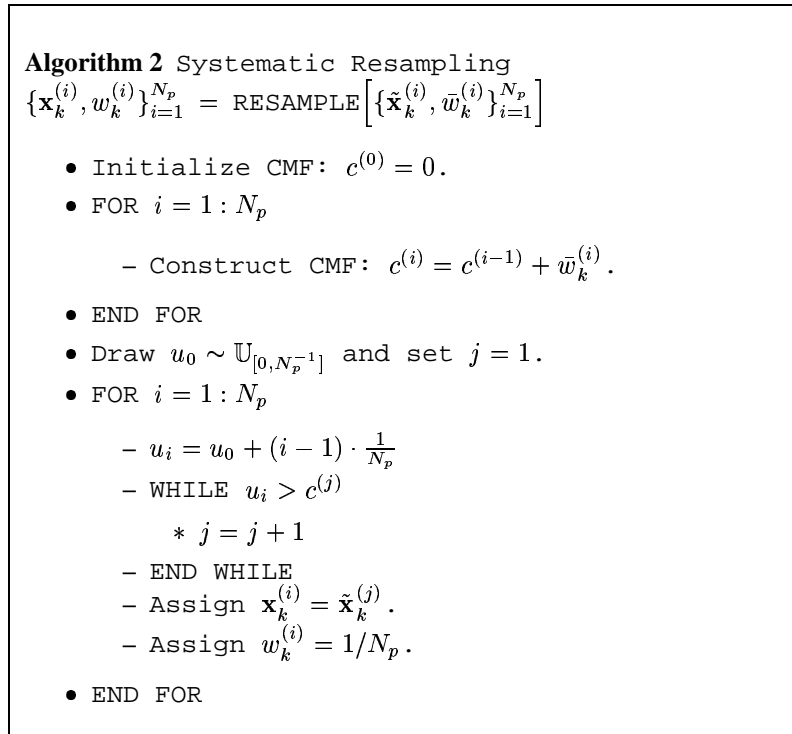 Algorithm 2 Systematic Resampling
{x_k^{(i)}, w_k^{(i)}}_{i=1}^{N_p} = RESAMPLE[{x̃_k^{(i)}, w̄_k^{(i)}}_{i=1}^{N_p}]
• Initialize CMF: c^{(0)} = 0.
• FOR i = 1 : N_p
– Construct CMF: c^{(i)} = c^{(i−1)} + w̄_k^{(i)}.
• END FOR
• Draw u_0 ∼ 𝕌_{[0,N_p^{−1}]} and set j = 1.
• FOR i = 1 : N_p
– u_i = u_0 + (i − 1) · 1/N_p
– WHILE u_i > c^{(j)}
* j = j + 1
– END WHILE
– Assign x_k^{(i)} = x̃_k^{(j)}.
– Assign w_k^{(i)} = 1/N_p.
• END FOR